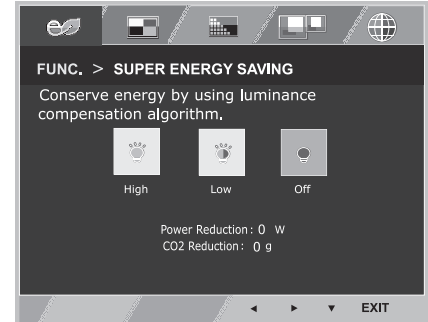 FUNC. > SUPER ENERGY SAVING
Conserve energy by using luminance
compensation algorithm.
High Low Off
Power Reduction: 0 W
CO2 Reduction: 0 g
EXIT